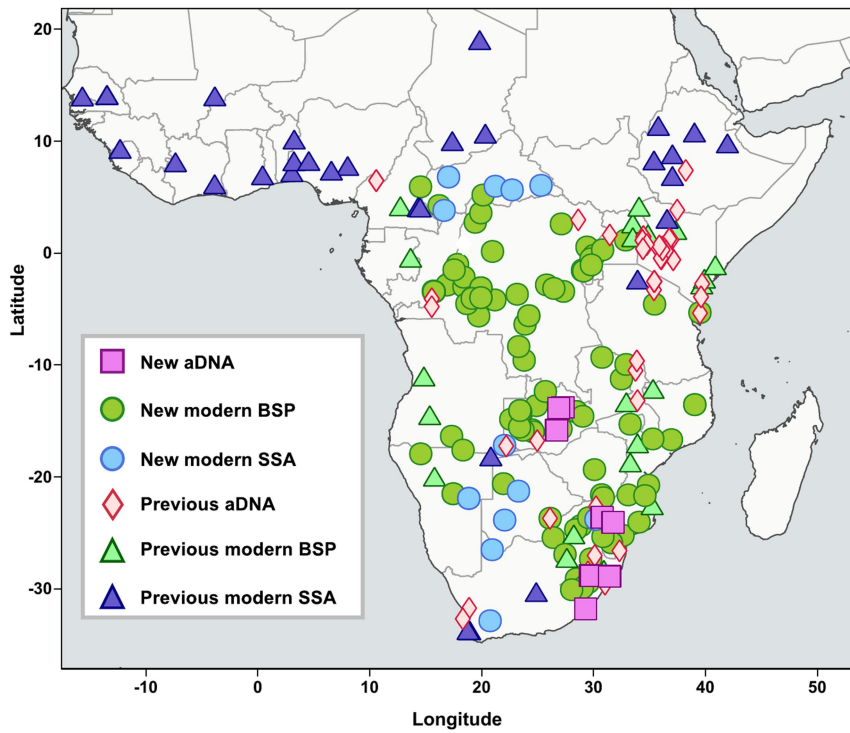 20
10
0
-10
-20
-30
Latitude
New aDNA
New modern BSP
New modern SSA
Previous aDNA
Previous modern BSP
Previous modern SSA
-10
0
10
20
30
40
50
Longitude